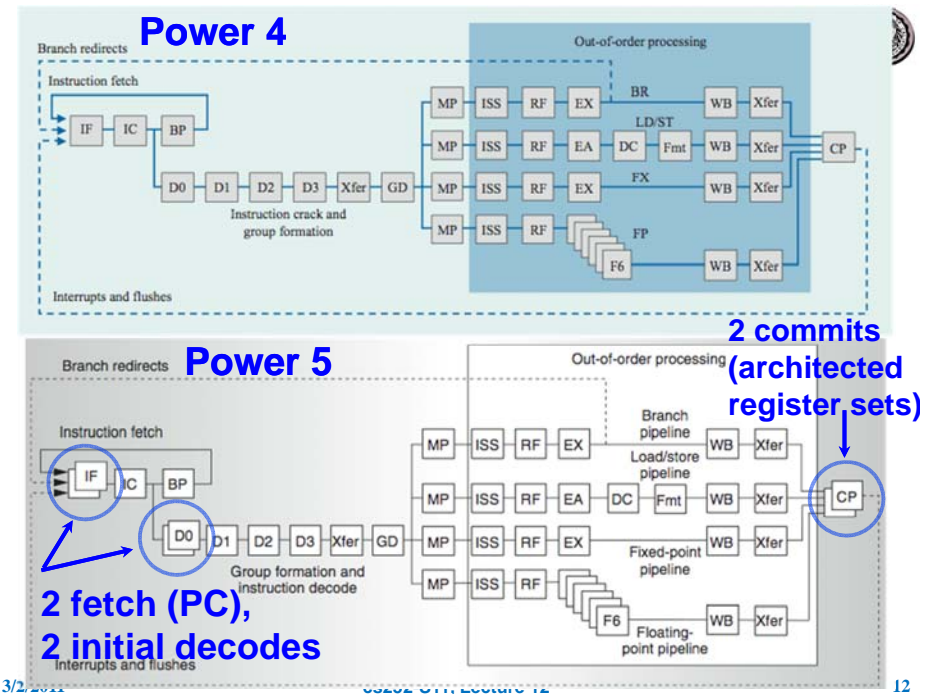 Power 4
Branch redirects
Out-of-order processing
Instruction fetch
BR
MP ISS RF EX WB Xfer
IF IC BP
LD/ST
MP ISS RF EA DC Fmt WB Xfer CP
FX
D0 D1 D2 D3 Xfer GD MP ISS RF EX WB Xfer
Instruction crack and
group formation
MP ISS RF FP
F6 WB Xfer
Interrupts and flushes
2 commits
(architected
register sets)
Branch redirects Power 5
Out-of-order processing
Instruction fetch
Branch
pipeline
MP ISS RF EX WB Xfer
Load/store
pipeline
IF IC BP
MP ISS RF EA DC Fmt WB Xfer CP
D0 D1 D2 D3 Xfer GD MP ISS RF EX WB Xfer
Fixed-point
pipeline
Group formation and
instruction decode
MP ISS RF
F6 WB Xfer
Floating-
point pipeline
2 fetch (PC),
2 initial decodes
Interrupts and flushes
12